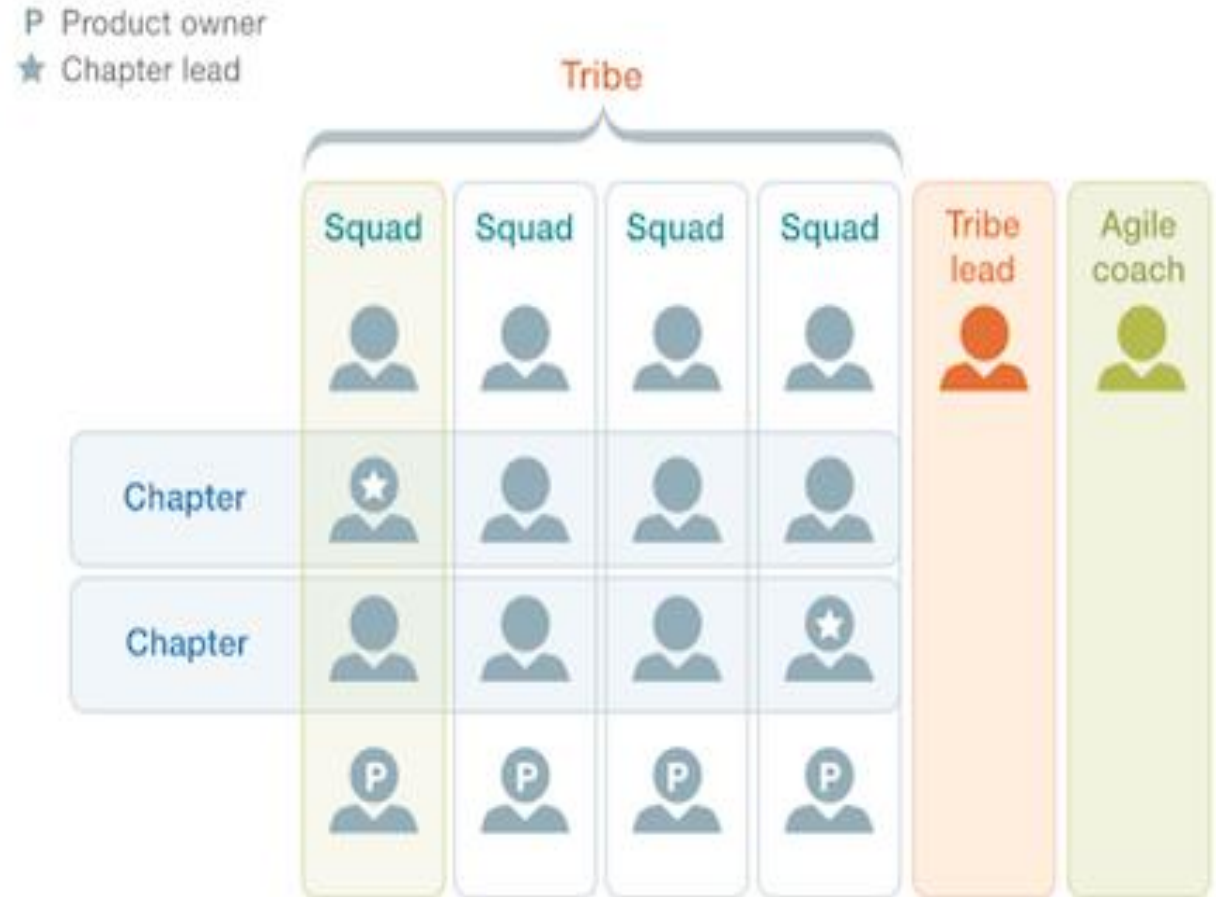 P Product owner
★ Chapter lead
Tribe
Squad Squad Squad Squad Tribe lead Agile coach
Chapter
Chapter
P P P P